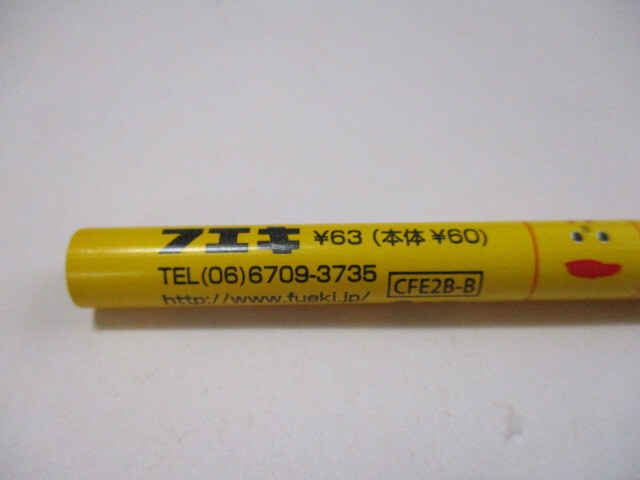 フエキ ¥63 (本体 ¥60)
TEL(06)6709-3735
http://www.fueki.jp/ CFE2B-B